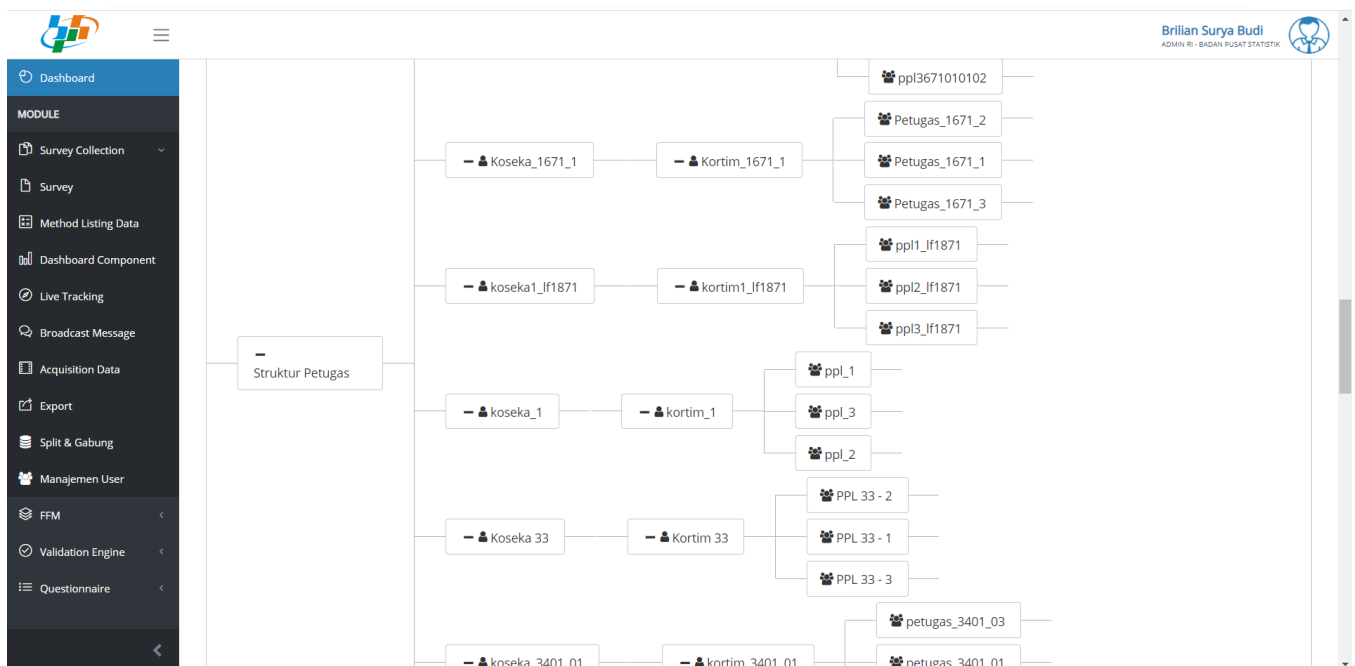 Brilian Surya Budi
ADMIN RI - BADAN PUSAT STATISTIK
Dashboard
MODULE
Survey Collection
Survey
Method Listing Data
Dashboard Component
Live Tracking
Broadcast Message
Acquisition Data
Export
Split & Gabung
Manajemen User
FFM
Validation Engine
Questionnaire
Struktur Petugas
ppl3671010102
Koseka_1671_1
Kortim_1671_1
Petugas_1671_2
Petugas_1671_1
Petugas_1671_3
koseka1_lf1871
kortim1_lf1871
ppl1_lf1871
ppl2_lf1871
ppl3_lf1871
koseka_1
kortim_1
ppl_1
ppl_3
ppl_2
Koseka 33
Kortim 33
PPL 33 - 2
PPL 33 - 1
PPL 33 - 3
koseka_3401_01
kortim_3401_01
petugas_3401_03
petugas_3401_01